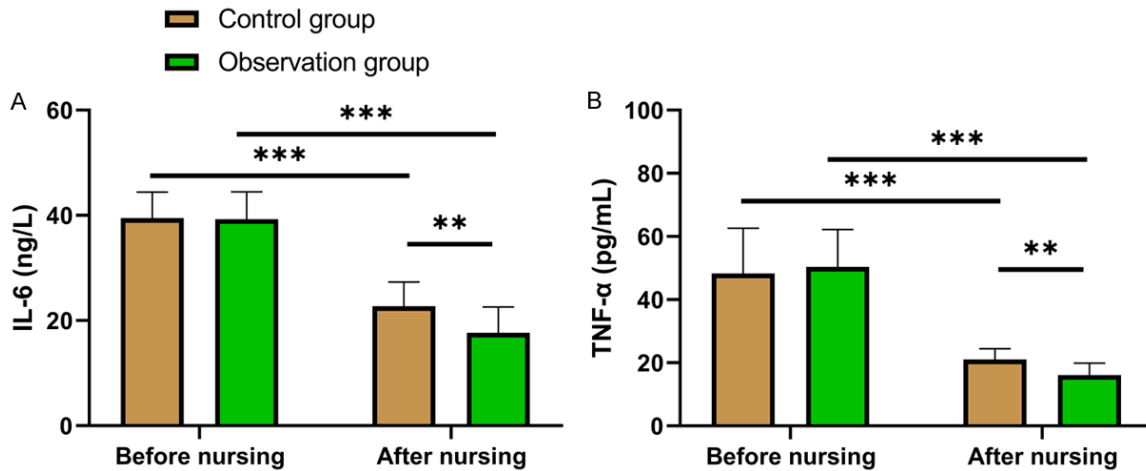 Control group
Observation group
A
IL-6 (ng/L)
60
40
20
0
***
***
**
Before nursing
After nursing
B
TNF-α (pg/mL)
100
80
60
40
20
0
***
***
**
Before nursing
After nursing